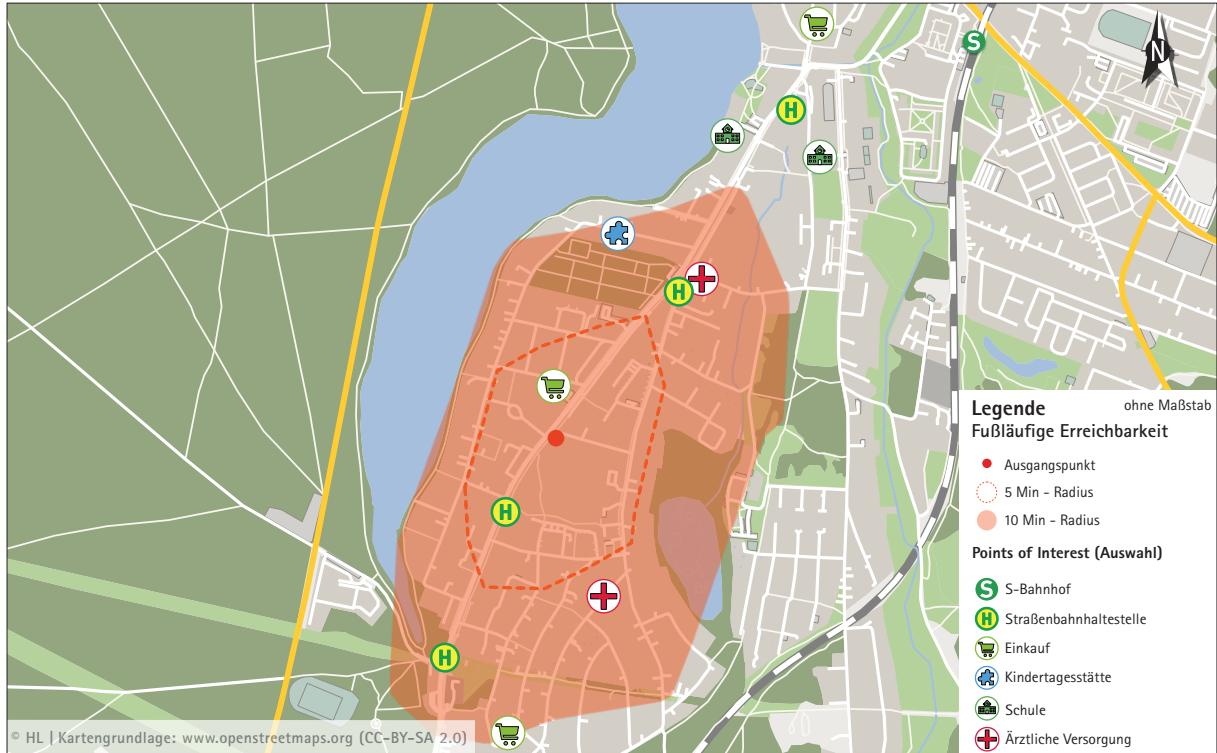 S
N
H
H
H
H
Legende
ohne Maßstab
Fußläufige Erreichbarkeit
Ausgangspunkt
5 Min - Radius
10 Min - Radius
Points of Interest (Auswahl)
S S-Bahnhof
H Straßenbahnhaltestelle
Einkauf
Kindertagesstätte
Schule
Ärztliche Versorgung
© HL | Kartengrundlage: www.openstreetmaps.org (CC-BY-SA 2.0)